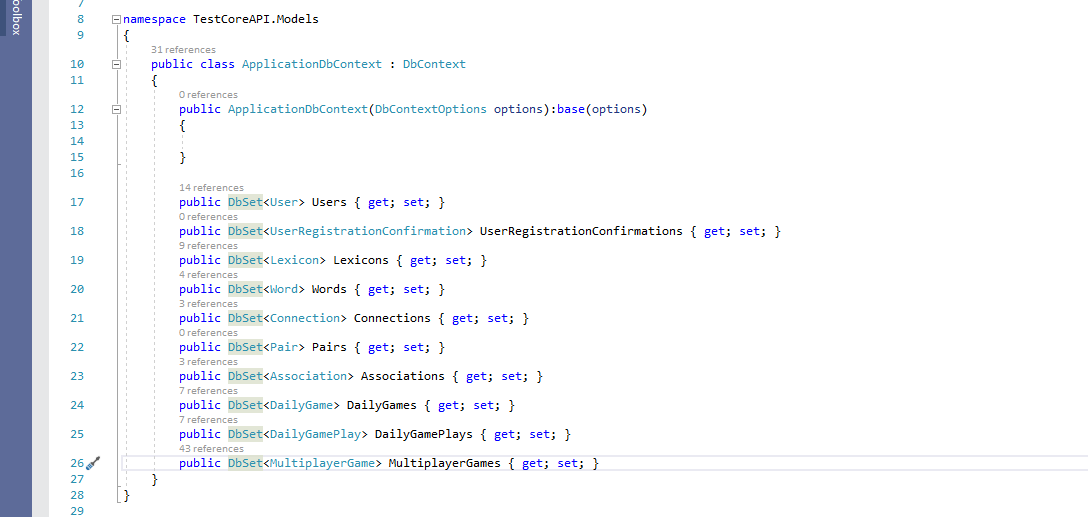 oolbox
7
8 namespace TestCoreAPI.Models
9 {
31 references
10 public class ApplicationDbContext : DbContext
11 {
0 references
12 public ApplicationDbContext(DbContextOptions options):base(options)
13 {
14
15 }
16
14 references
17 public DbSet<User> Users { get; set; }
0 references
18 public DbSet<UserRegistrationConfirmation> UserRegistrationConfirmations { get; set; }
9 references
19 public DbSet<Lexicon> Lexicons { get; set; }
4 references
20 public DbSet<Word> Words { get; set; }
3 references
21 public DbSet<Connection> Connections { get; set; }
0 references
22 public DbSet<Pair> Pairs { get; set; }
3 references
23 public DbSet<Association> Associations { get; set; }
7 references
24 public DbSet<DailyGame> DailyGames { get; set; }
7 references
25 public DbSet<DailyGamePlay> DailyGamePlays { get; set; }
43 references
26 public DbSet<MultiplayerGame> MultiplayerGames { get; set; }
27 }
28 }
29